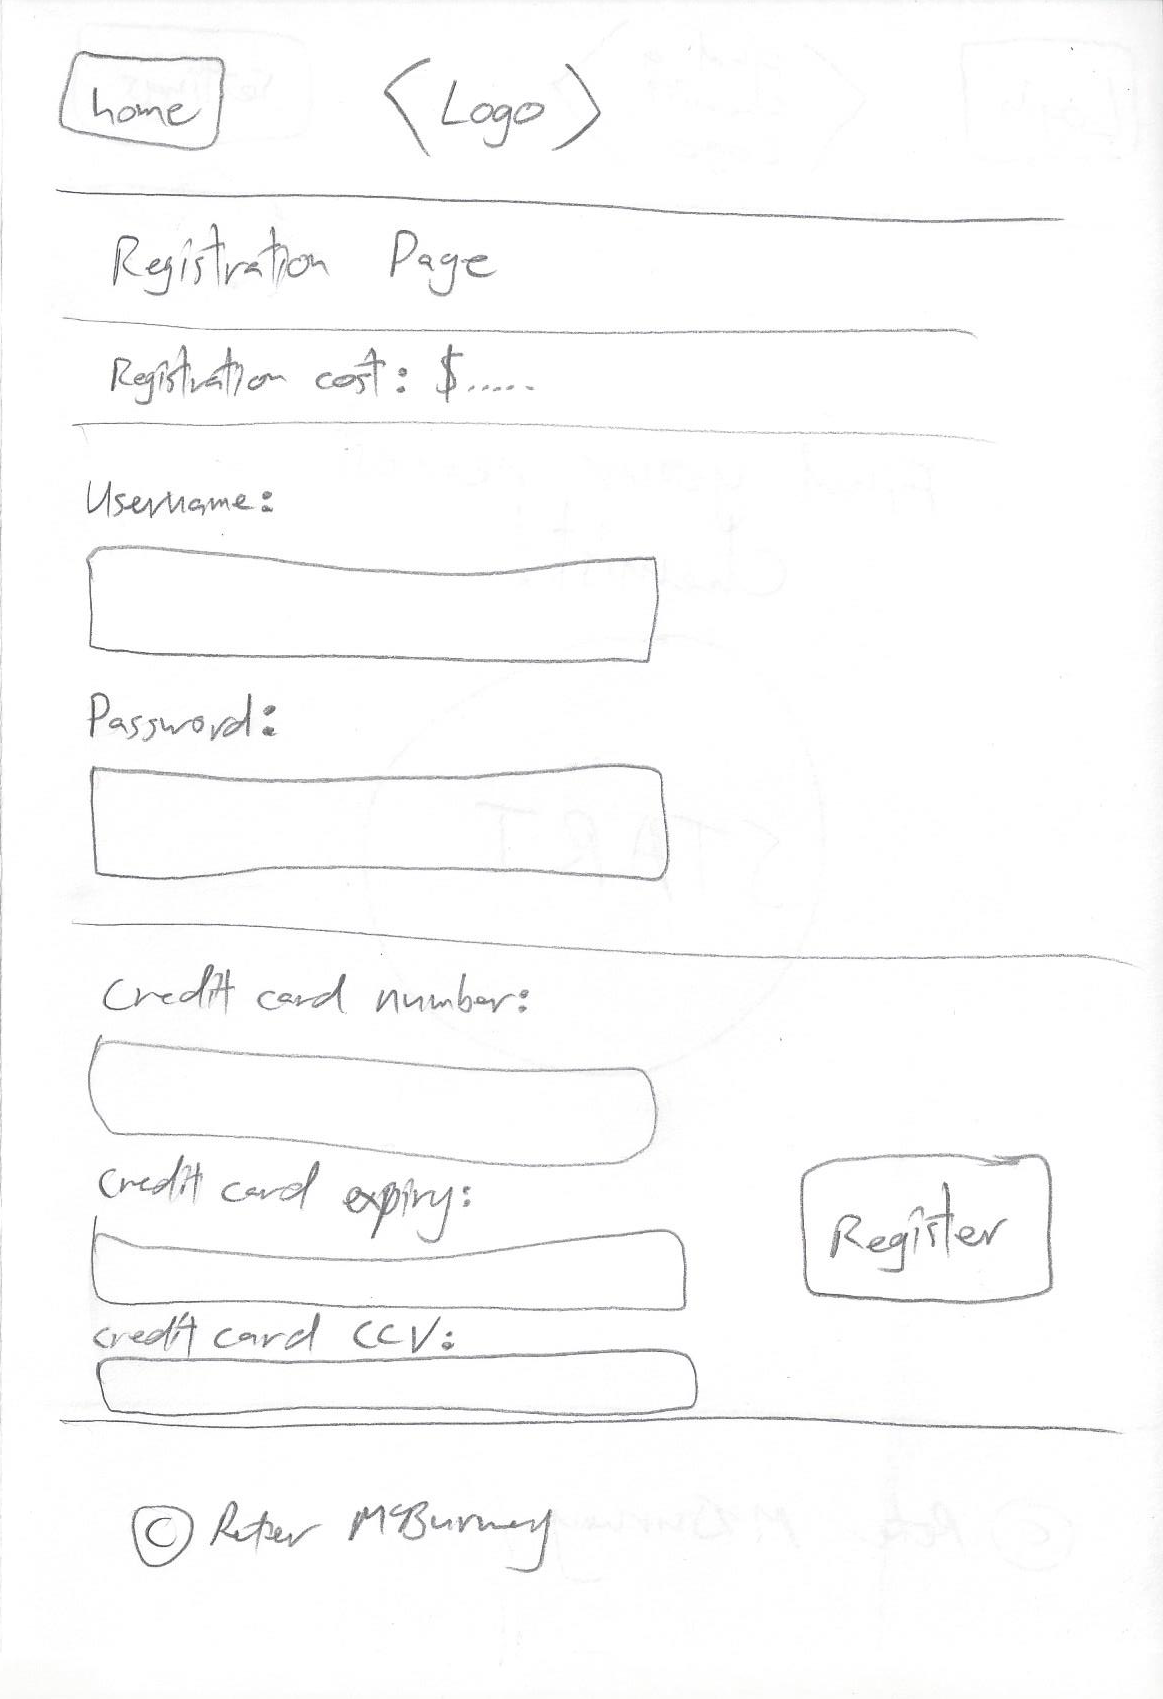 home <Logo>
Registration Page
Registration cost: $.....
Username:
Password:
Credit card number:
Credit card expiry:
Register
credit card CCV:
© Peter McBurney